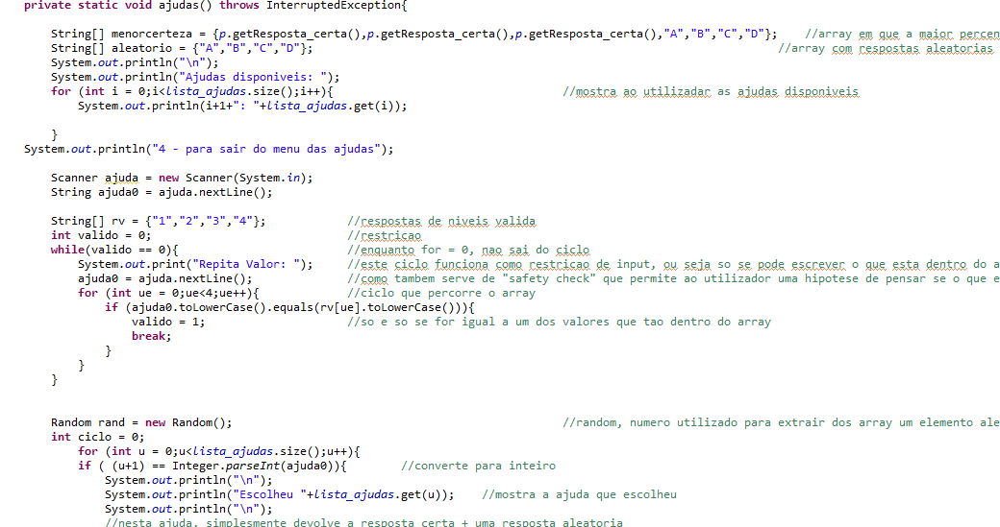 private static void ajudas() throws InterruptedException{
String[] menorcerteza = {p.getResposta_certa(),p.getResposta_certa(),p.getResposta_certa(),"A","B","C","D"}; //array em que a maior percen
String[] aleatorio = {"A","B","C","D"}; //array com respostas aleatorias
System.out.println("\n");
System.out.println("Ajudas disponiveis: ");
for (int i = 0;i<lista_ajudas.size();i++){ //mostra ao utilizadar as ajudas disponiveis
System.out.println(i+1+": "+lista_ajudas.get(i));
}
System.out.println("4 - para sair do menu das ajudas");
Scanner ajuda = new Scanner(System.in);
String ajuda0 = ajuda.nextLine();
String[] rv = {"1","2","3","4"}; //respostas de niveis valida
int valido = 0; //restricao
while(valido == 0){ //enquanto for = 0, nao sai do ciclo
System.out.print("Repita Valor: "); //este ciclo funciona como restricao de input, ou seja so se pode escrever o que esta dentro do a
ajuda0 = ajuda.nextLine(); //como tambem serve de "safety check" que permite ao utilizador uma hipotese de pensar se o que e
for (int ue = 0;ue<4;ue++){ //ciclo que percorre o array
if (ajuda0.toLowerCase().equals(rv[ue].toLowerCase())){
valido = 1; //so e so se for igual a um dos valores que tao dentro do array
break;
}
}
}
Random rand = new Random(); //random, numero utilizado para extrair dos array um elemento ale
int ciclo = 0;
for (int u = 0;u<lista_ajudas.size();u++){
if ( (u+1) == Integer.parseInt(ajuda0)){ //converte para inteiro
System.out.println("\n");
System.out.println("Escolheu "+lista_ajudas.get(u)); //mostra a ajuda que escolheu
System.out.println("\n");
//nesta ajuda, simplesmente devolve a resposta certa + uma resposta aleatoria